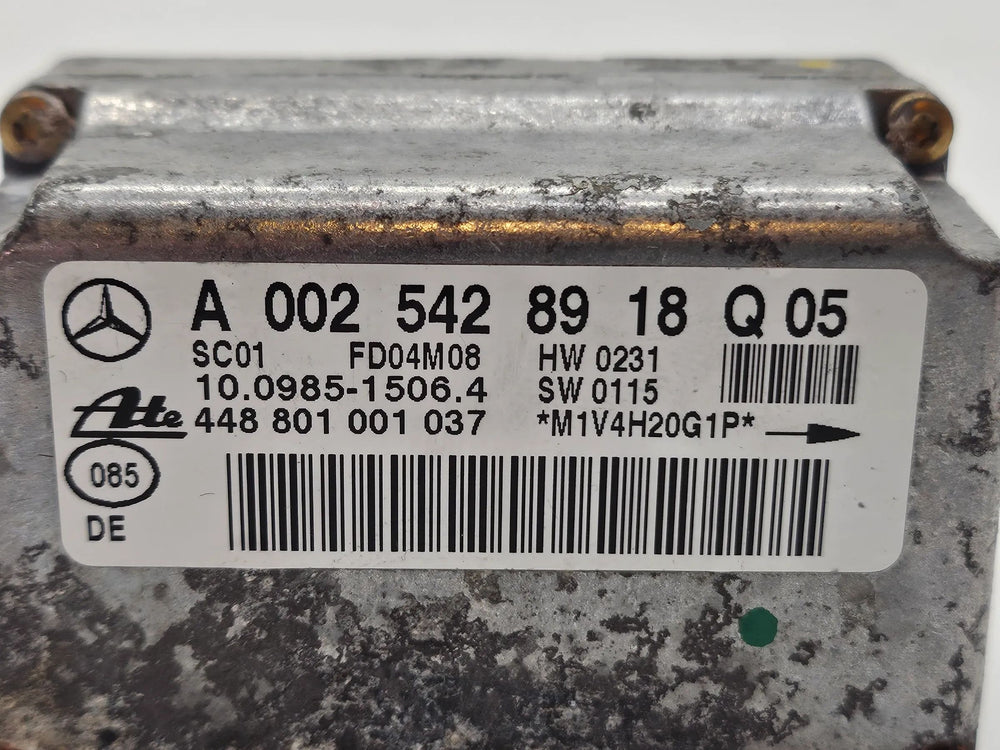 A 002 542 89 18 Q 05
SC01 FD04M08 HW 0231
10.0985-1506.4 SW 0115
Ate 448 801 001 037 *M1V4H20G1P*
085
DE